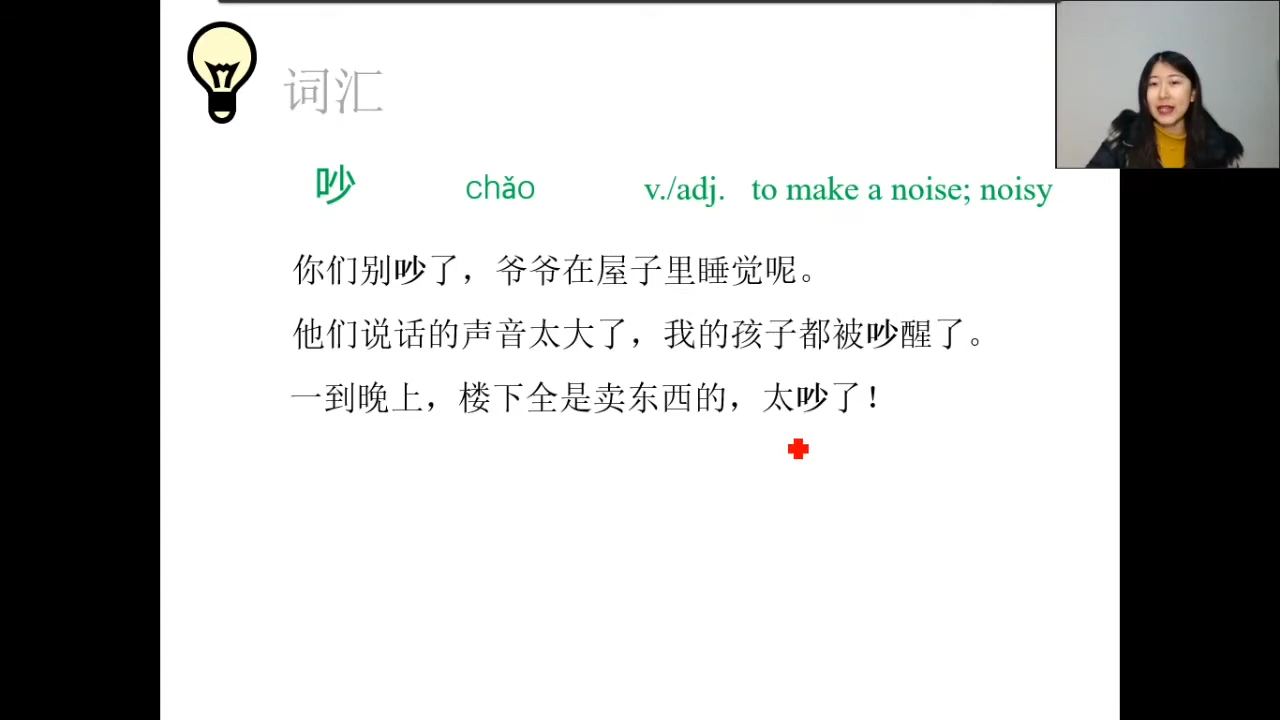 词汇
吵 chǎo v./adj. to make a noise; noisy
你们别吵了，爷爷在屋子里睡觉呢。
他们说话的声音太大了，我的孩子都被吵醒了。
一到晚上，楼下全是卖东西的，太吵了！